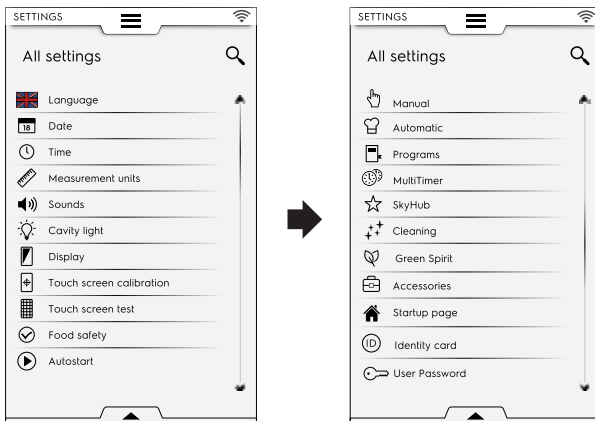 SETTINGS
All settings
Language
18 Date
Time
Measurement units
Sounds
Cavity light
Display
Touch screen calibration
Touch screen test
Food safety
Autostart
SETTINGS
All settings
Manual
Automatic
Programs
MultiTimer
SkyHub
Cleaning
Green Spirit
Accessories
Startup page
ID Identity card
User Password